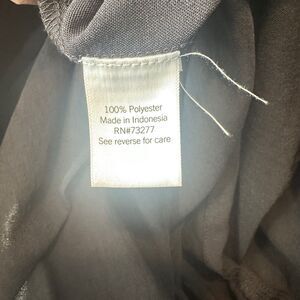 100% Polyester
Made in Indonesia
RN#73277
See reverse for care